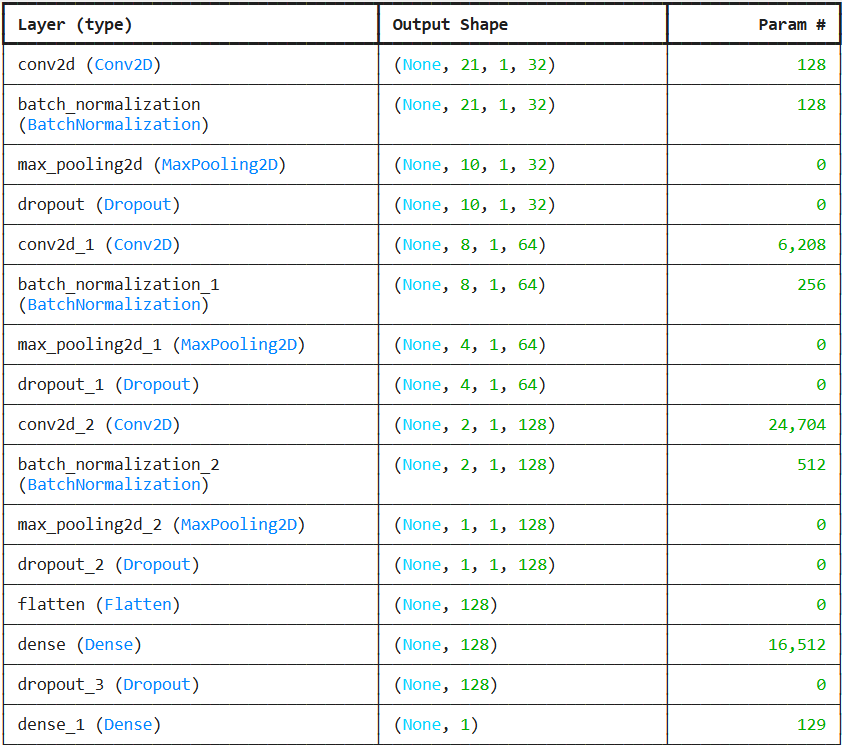 Layer (type) Output Shape Param #
conv2d (Conv2D) (None, 21, 1, 32) 128
batch_normalization (None, 21, 1, 32) 128
(BatchNormalization)
max_pooling2d (MaxPooling2D) (None, 10, 1, 32) 0
dropout (Dropout) (None, 10, 1, 32) 0
conv2d_1 (Conv2D) (None, 8, 1, 64) 6,208
batch_normalization_1 (None, 8, 1, 64) 256
(BatchNormalization)
max_pooling2d_1 (MaxPooling2D) (None, 4, 1, 64) 0
dropout_1 (Dropout) (None, 4, 1, 64) 0
conv2d_2 (Conv2D) (None, 2, 1, 128) 24,704
batch_normalization_2 (None, 2, 1, 128) 512
(BatchNormalization)
max_pooling2d_2 (MaxPooling2D) (None, 1, 1, 128) 0
dropout_2 (Dropout) (None, 1, 1, 128) 0
flatten (Flatten) (None, 128) 0
dense (Dense) (None, 128) 16,512
dropout_3 (Dropout) (None, 128) 0
dense_1 (Dense) (None, 1) 129